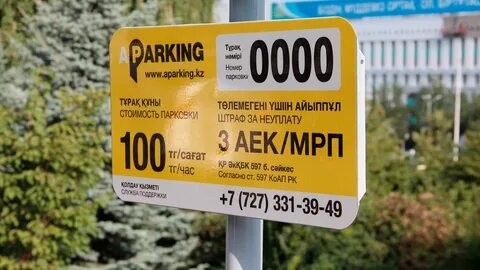 APARKING
www.aparking.kz
Тұрақ
нөмірі
Номер
парковки
0000
ТҰРАҚ ҚҰНЫ
СТОИМОСТЬ ПАРКОВКИ
100 тг/сағат
тг/час
ТӨЛЕМЕГЕНІ ҮШІН АЙЫППҰЛ
ШТРАФ ЗА НЕУПЛАТУ
3 АЕК/МРП
ҚР ӘкҚБК 597 б. сәйкес
Согласно ст. 597 КоАП РК
ҚОЛДАУ ҚЫЗМЕТІ
СЛУЖБА ПОДДЕРЖКИ
+7 (727) 331-39-49